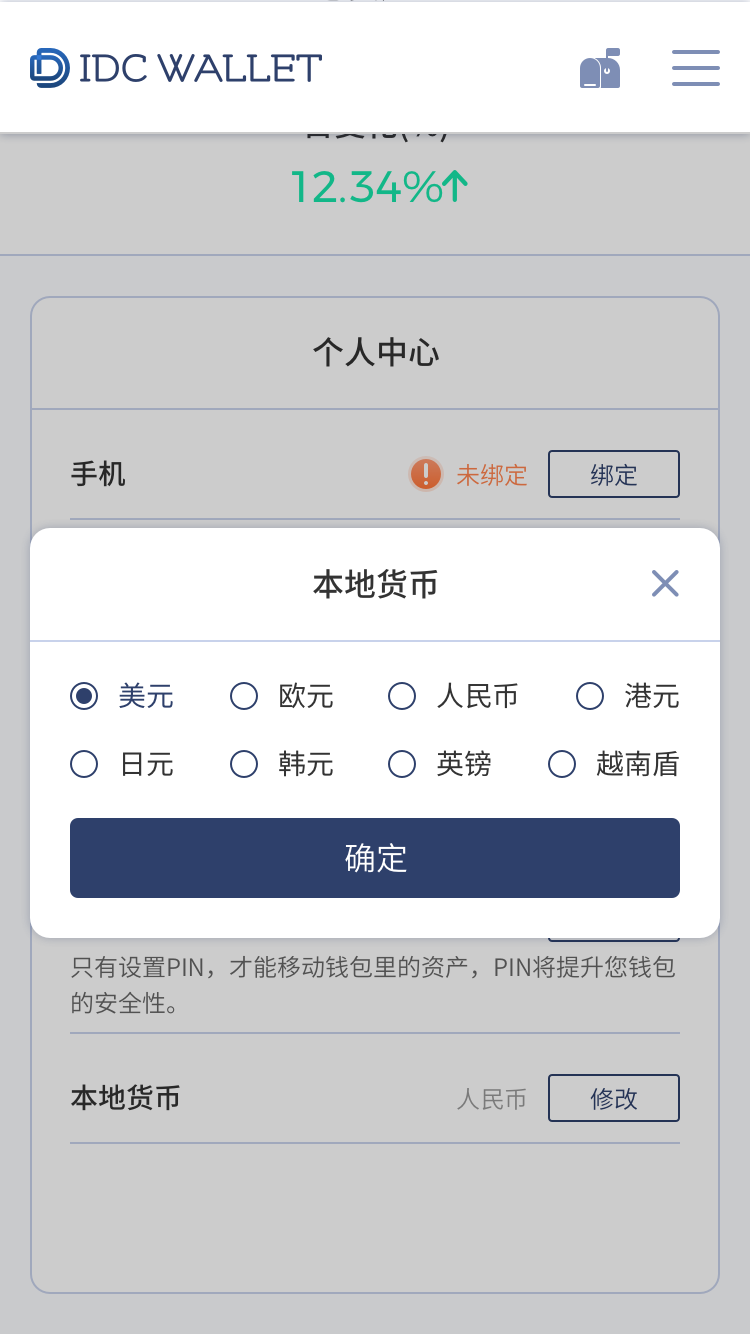 IDC WALLET
12.34%↑
个人中心
手机 未绑定 绑定
本地货币
美元 欧元 人民币 港元
日元 韩元 英镑 越南盾
确定
只有设置PIN，才能移动钱包里的资产，PIN将提升您钱包
的安全性。
本地货币 人民币 修改